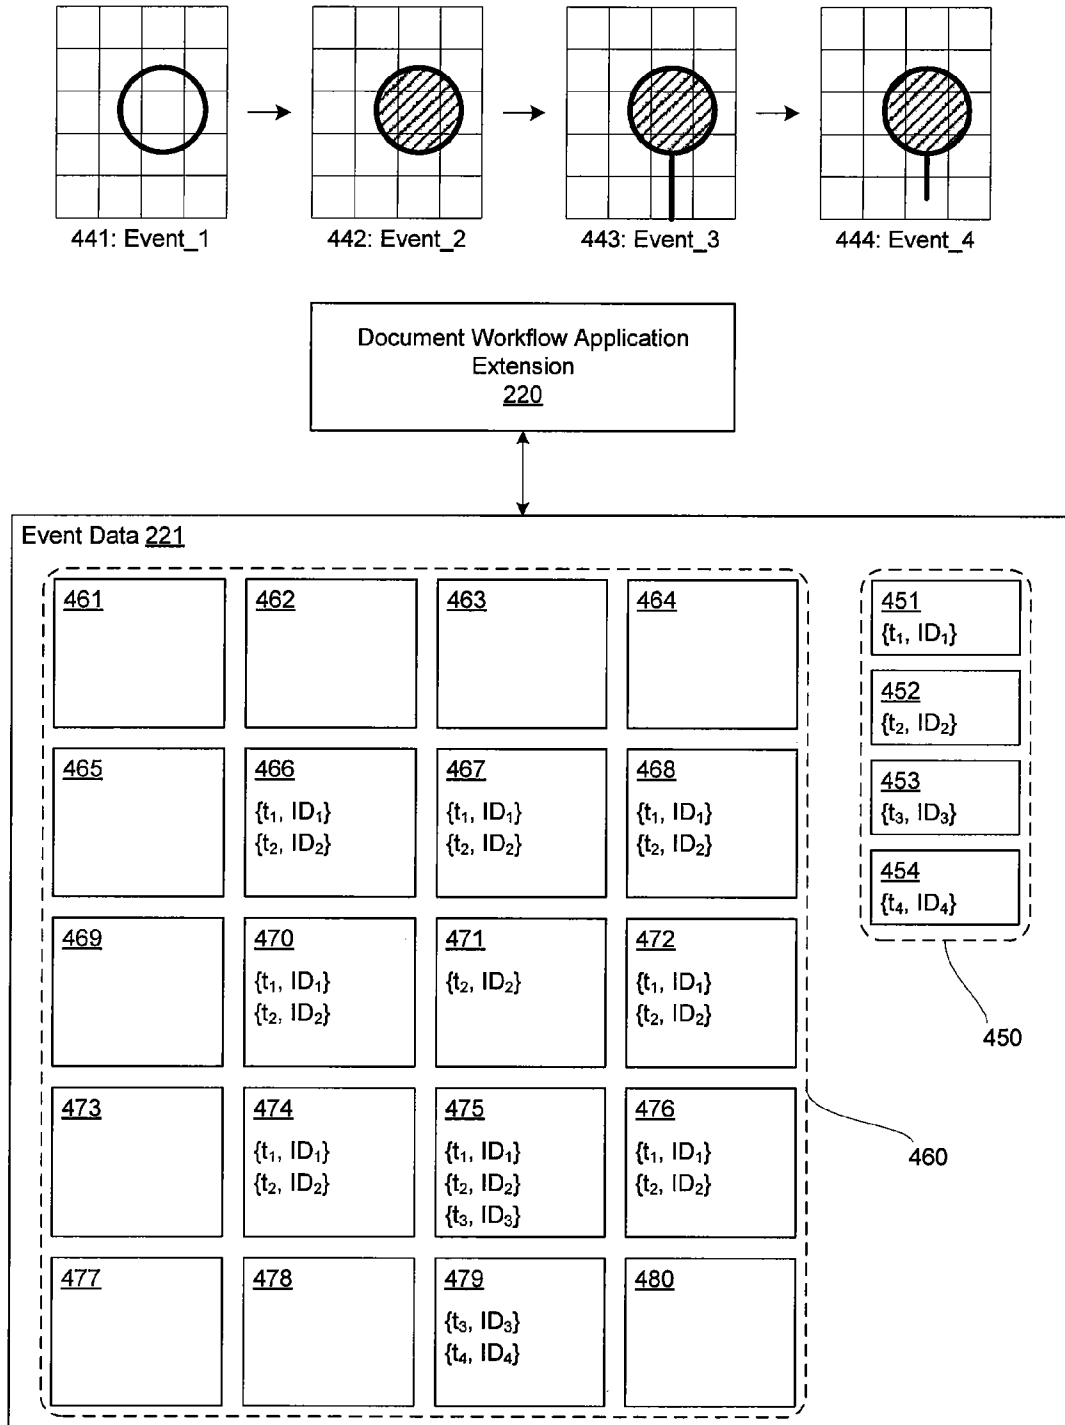 441: Event_1
442: Event_2
443: Event_3
444: Event_4
Document Workflow Application
Extension
220
Event Data 221
461
462
463
464
465
466
{t₁, ID₁}
{t₂, ID₂}
467
{t₁, ID₁}
{t₂, ID₂}
468
{t₁, ID₁}
{t₂, ID₂}
469
470
{t₁, ID₁}
{t₂, ID₂}
471
{t₂, ID₂}
472
{t₁, ID₁}
{t₂, ID₂}
473
474
{t₁, ID₁}
{t₂, ID₂}
475
{t₁, ID₁}
{t₂, ID₂}
{t₃, ID₃}
476
{t₁, ID₁}
{t₂, ID₂}
477
478
479
{t₃, ID₃}
{t₄, ID₄}
480
451
{t₁, ID₁}
452
{t₂, ID₂}
453
{t₃, ID₃}
454
{t₄, ID₄}
450
460